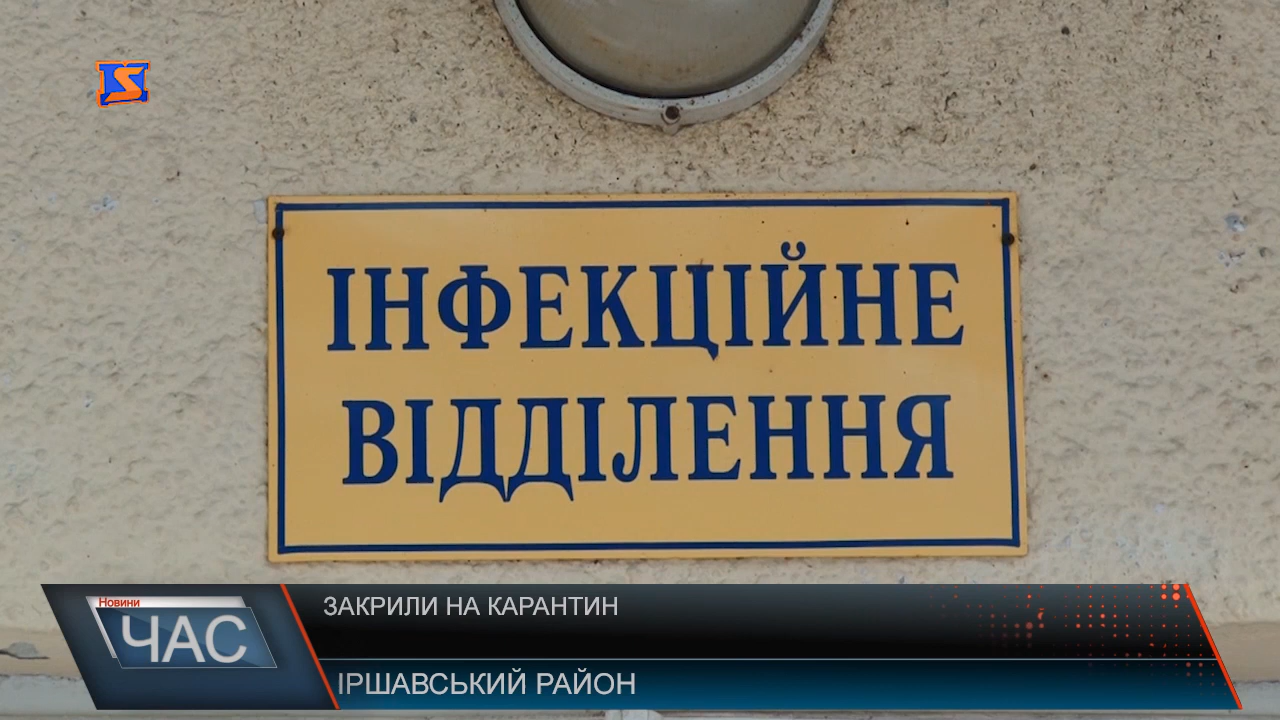 ІНФЕКЦІЙНЕ
ВІДДІЛЕННЯ
Новини
ЧАС
ЗАКРИЛИ НА КАРАНТИН
ІРШАВСЬКИЙ РАЙОН